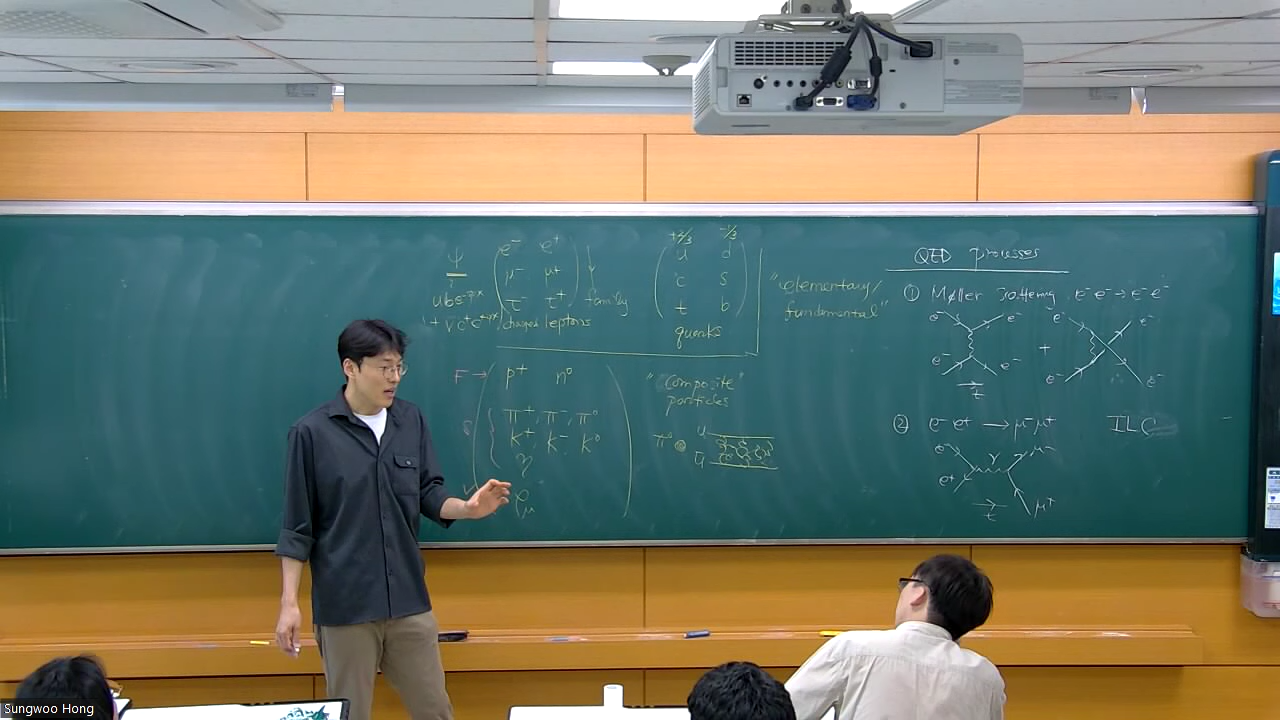 ψ
e⁻ e⁺
μ⁻ μ⁺
τ⁻ τ⁺
family
charged leptons
+2/3 -1/3
u d
c s
t b
quarks
"elementary/
fundamental"
F → p⁺ n⁰
π⁺, π⁻, π⁰
K⁺ K⁻ K⁰
η
"composite"
particles
π⁰
u
ū
QED processes
① Møller scattering e⁻e⁻ → e⁻e⁻
e⁻ e⁻ e⁻ e⁻
+
e⁻ e⁻ e⁻ e⁻
t
② e⁻ e⁺ → μ⁻ μ⁺ ILC
e⁻ γ μ⁻
e⁺ μ⁺
t
Sungwoo Hong